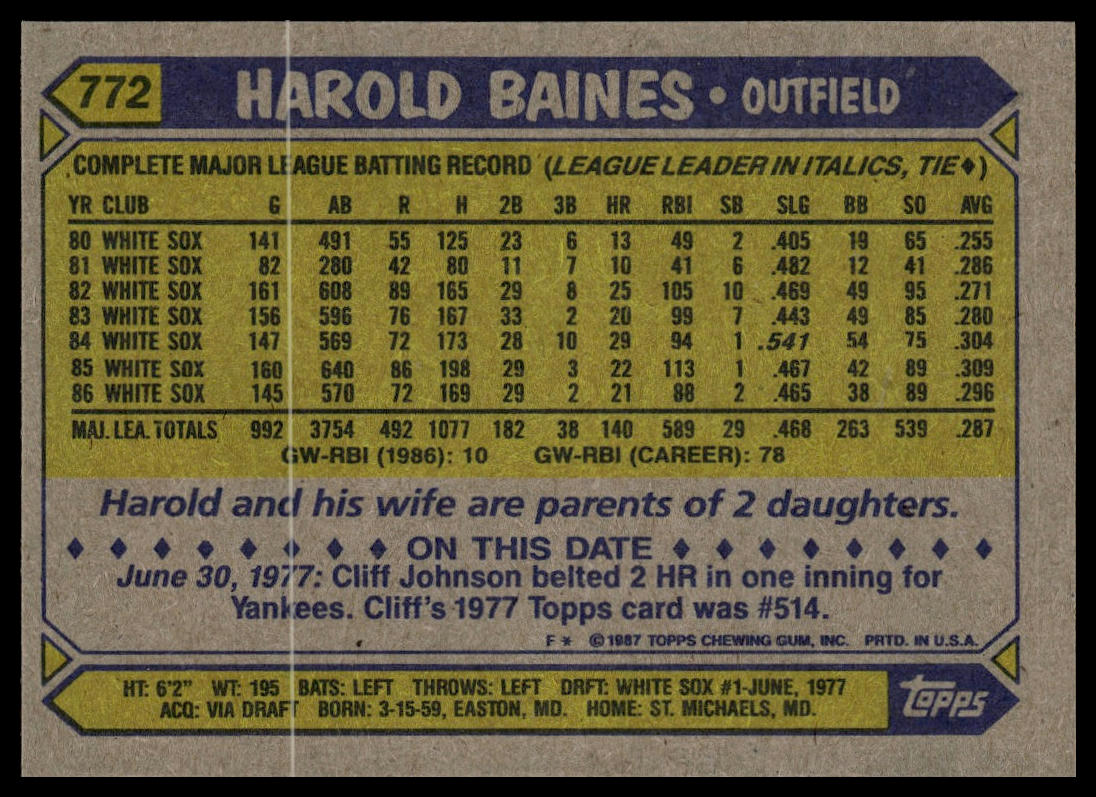 772 HAROLD BAINES • OUTFIELD
COMPLETE MAJOR LEAGUE BATTING RECORD (LEAGUE LEADER IN ITALICS, TIE♦)
YR CLUB G AB R H 2B 3B HR RBI SB SLG BB SO AVG
80 WHITE SOX 141 491 55 125 23 6 13 49 2 .405 19 65 .255
81 WHITE SOX 82 280 42 80 11 7 10 41 6 .482 12 41 .286
82 WHITE SOX 161 608 89 165 29 8 25 105 10 .469 49 95 .271
83 WHITE SOX 156 596 76 167 33 2 20 99 7 .443 49 85 .280
84 WHITE SOX 147 569 72 173 28 10 29 94 1 .541 54 75 .304
85 WHITE SOX 160 640 86 198 29 3 22 113 1 .467 42 89 .309
86 WHITE SOX 145 570 72 169 29 2 21 88 2 .465 38 89 .296
MAJ. LEA. TOTALS 992 3754 492 1077 182 38 140 589 29 .468 263 539 .287
GW-RBI (1986): 10 GW-RBI (CAREER): 78
Harold and his wife are parents of 2 daughters.
♦ ♦ ♦ ♦ ♦ ♦ ♦ ♦ ON THIS DATE ♦ ♦ ♦ ♦ ♦ ♦ ♦ ♦
June 30, 1977: Cliff Johnson belted 2 HR in one inning for
Yankees. Cliff's 1977 Topps card was #514.
F * ©1987 TOPPS CHEWING GUM, INC. PRTD. IN U.S.A.
HT: 6'2" WT: 195 BATS: LEFT THROWS: LEFT DRFT: WHITE SOX #1-JUNE, 1977
ACQ: VIA DRAFT BORN: 3-15-59, EASTON, MD. HOME: ST. MICHAELS, MD.
Topps